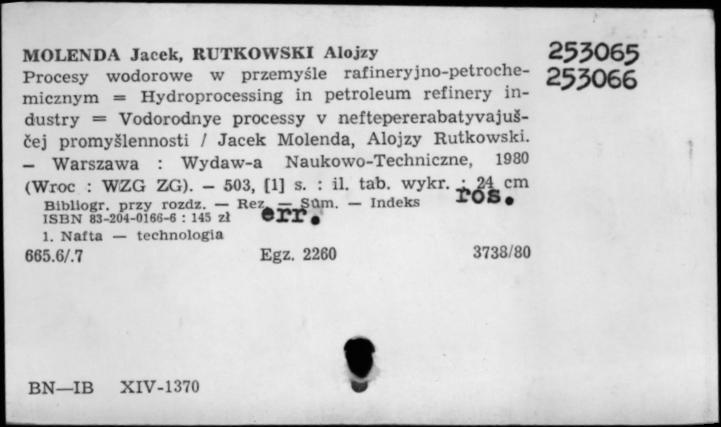 MOLENDA Jacek, RUTKOWSKI Alojzy
253065
Procesy wodorowe w przemyśle rafineryjno-petroche-
253066
micznym = Hydroprocessing in petroleum refinery in-
dustry = Vodorodnye processy v neftepererabatyvajuš-
čej promyšlennosti / Jacek Molenda, Alojzy Rutkowski.
— Warszawa : Wydaw-a Naukowo-Techniczne, 1980
(Wroc : WZG ZG). — 503, [1] s. : il. tab. wykr. ; 24 cm
Bibliogr. przy rozdz. — Rez. — Sum. — Indeks ros.
ISBN 83-204-0166-6 : 145 zł err.
1. Nafta — technologia
665.6/.7 Egz. 2260 3738/80
BN—IB XIV-1370